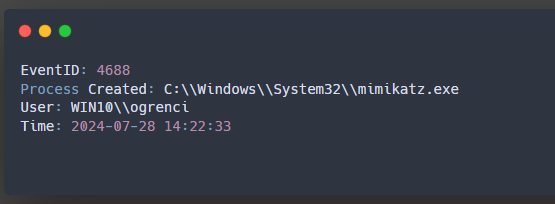 EventID: 4688
Process Created: C:\\Windows\\System32\\mimikatz.exe
User: WIN10\\ogrenci
Time: 2024-07-28 14:22:33